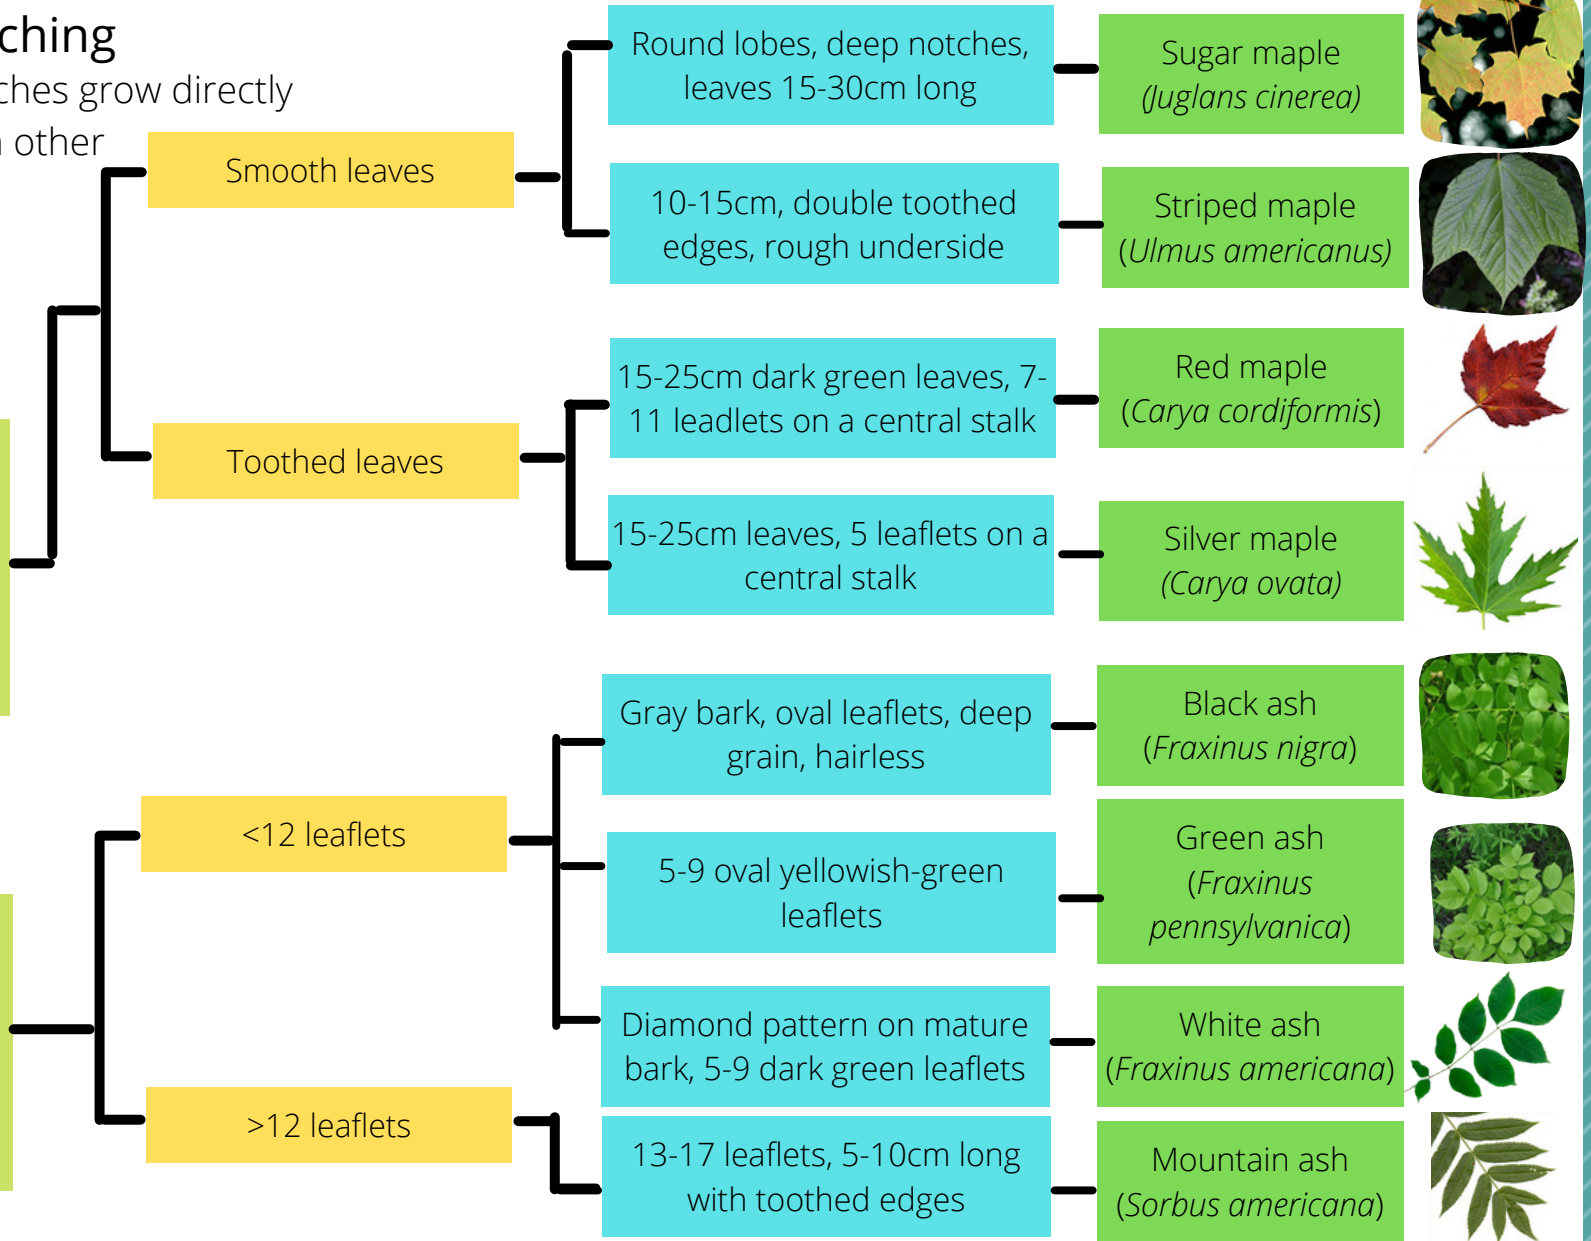 ching
ches grow directly
other
Smooth leaves
Round lobes, deep notches,
leaves 15-30cm long
Sugar maple
(Juglans cinerea)
10-15cm, double toothed
edges, rough underside
Striped maple
(Ulmus americanus)
Toothed leaves
15-25cm dark green leaves, 7-
11 leadlets on a central stalk
Red maple
(Carya cordiformis)
15-25cm leaves, 5 leaflets on a
central stalk
Silver maple
(Carya ovata)
<12 leaflets
Gray bark, oval leaflets, deep
grain, hairless
Black ash
(Fraxinus nigra)
5-9 oval yellowish-green
leaflets
Green ash
(Fraxinus
pennsylvanica)
Diamond pattern on mature
bark, 5-9 dark green leaflets
White ash
(Fraxinus americana)
>12 leaflets
13-17 leaflets, 5-10cm long
with toothed edges
Mountain ash
(Sorbus americana)